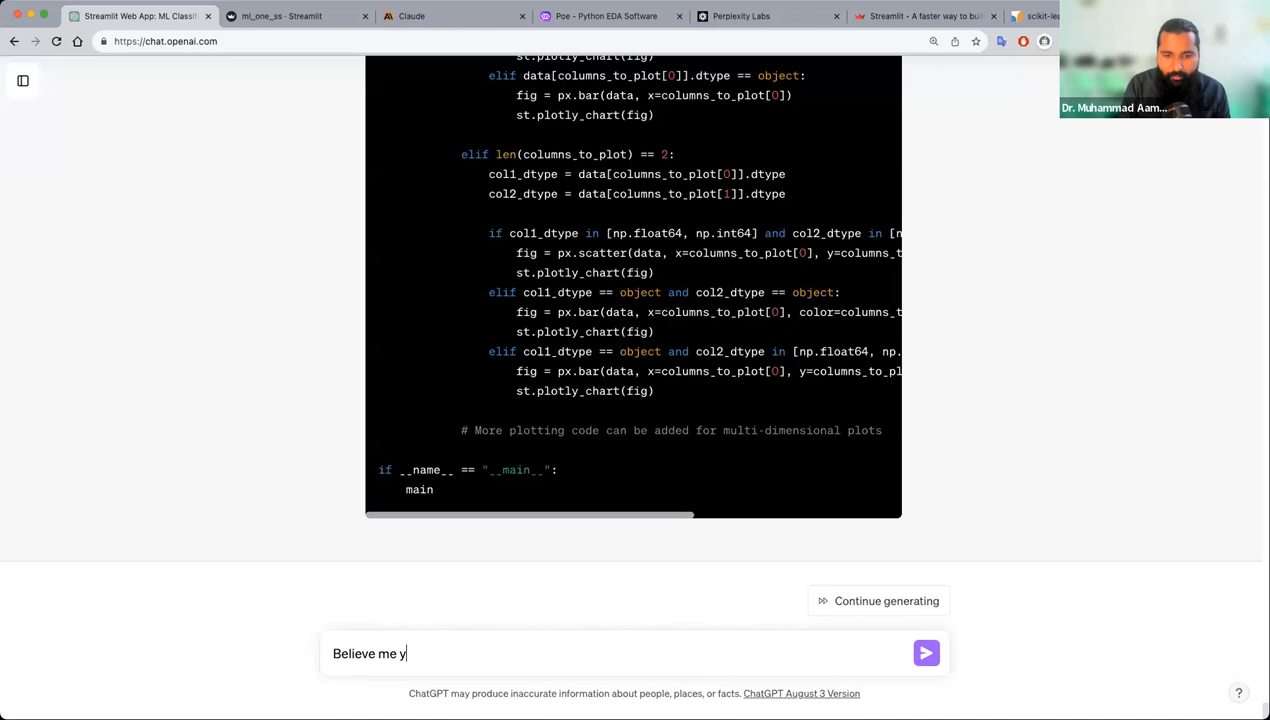 Streamlit Web App: ML Classif
ml_one_ss · Streamlit
Claude
Poe - Python EDA Software
Perplexity Labs
Streamlit • A faster way to buil
scikit-lea
https://chat.openai.com
Dr. Muhammad Aam...
st.plotly_chart(fig)
elif data[columns_to_plot[0]].dtype == object:
fig = px.bar(data, x=columns_to_plot[0])
st.plotly_chart(fig)
elif len(columns_to_plot) == 2:
col1_dtype = data[columns_to_plot[0]].dtype
col2_dtype = data[columns_to_plot[1]].dtype
if col1_dtype in [np.float64, np.int64] and col2_dtype in [n
fig = px.scatter(data, x=columns_to_plot[0], y=columns_t
st.plotly_chart(fig)
elif col1_dtype == object and col2_dtype == object:
fig = px.bar(data, x=columns_to_plot[0], color=columns_t
st.plotly_chart(fig)
elif col1_dtype == object and col2_dtype in [np.float64, np.
fig = px.bar(data, x=columns_to_plot[0], y=columns_to_pl
st.plotly_chart(fig)
# More plotting code can be added for multi-dimensional plots
if __name__ == "__main__":
main
Continue generating
Believe me y
ChatGPT may produce inaccurate information about people, places, or facts. ChatGPT August 3 Version
?